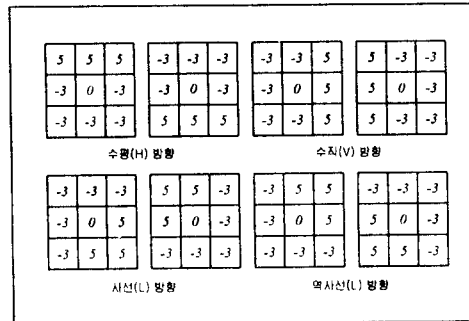 5 5 5 -3 -3 -3 -3 -3 5 5 -3 -3
-3 0 -3 -3 0 -3 -3 0 5 5 0 -3
-3 -3 -3 5 5 5 -3 -3 5 5 -3 -3
수평(H) 방향 수직(V) 방향
-3 -3 -3 5 5 -3 -3 5 5 -3 -3 -3
-3 0 5 5 0 -3 -3 0 5 5 0 -3
-3 5 5 -3 -3 -3 -3 -3 -3 5 5 -3
사선(L) 방향 역사선(L) 방향